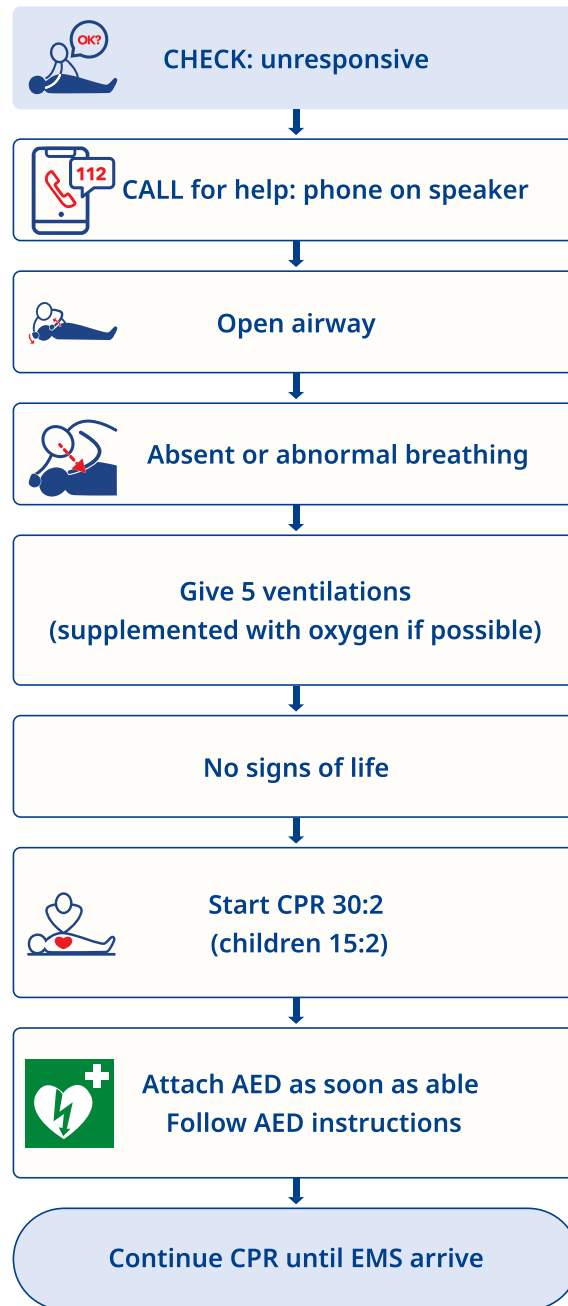 OK?
CHECK: unresponsive
112
CALL for help: phone on speaker
Open airway
Absent or abnormal breathing
Give 5 ventilations
(supplemented with oxygen if possible)
No signs of life
Start CPR 30:2
(children 15:2)
Attach AED as soon as able
Follow AED instructions
Continue CPR until EMS arrive